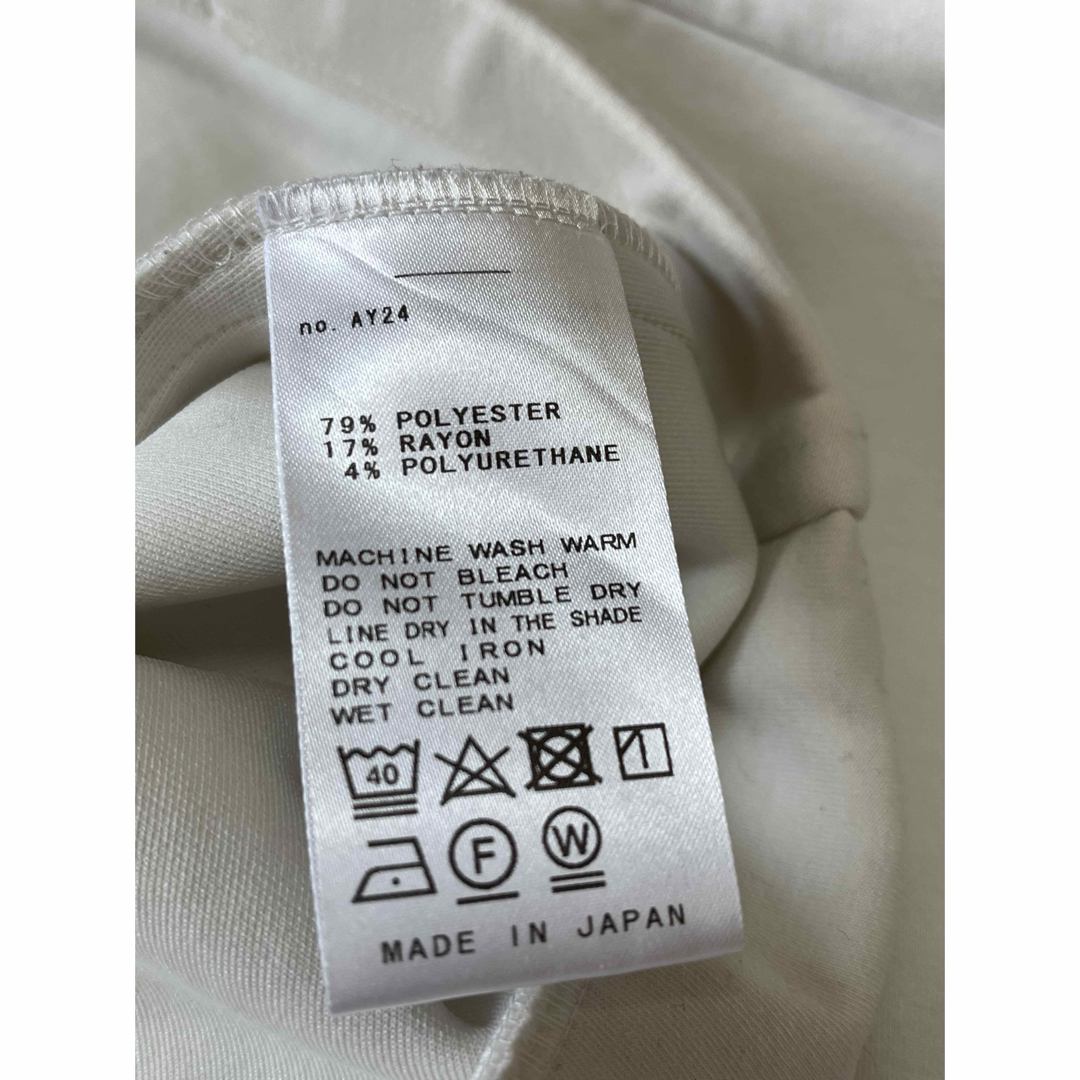 no. AY24
79% POLYESTER
17% RAYON
4% POLYURETHANE
MACHINE WASH WARM
DO NOT BLEACH
DO NOT TUMBLE DRY
LINE DRY IN THE SHADE
COOL IRON
DRY CLEAN
WET CLEAN
40
F W
MADE IN JAPAN